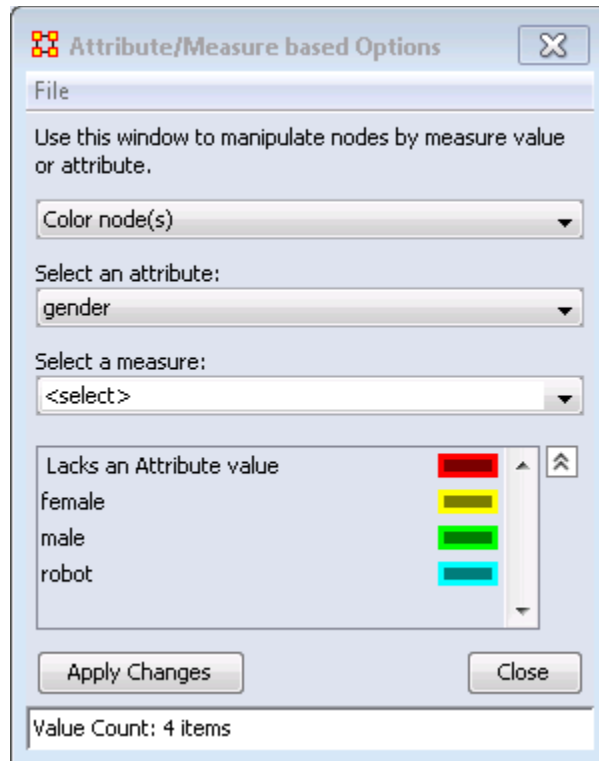 Attribute/Measure based Options
File
Use this window to manipulate nodes by measure value
or attribute.
Color node(s)
Select an attribute:
gender
Select a measure:
<select>
Lacks an Attribute value
female
male
robot
Apply Changes
Close
Value Count: 4 items